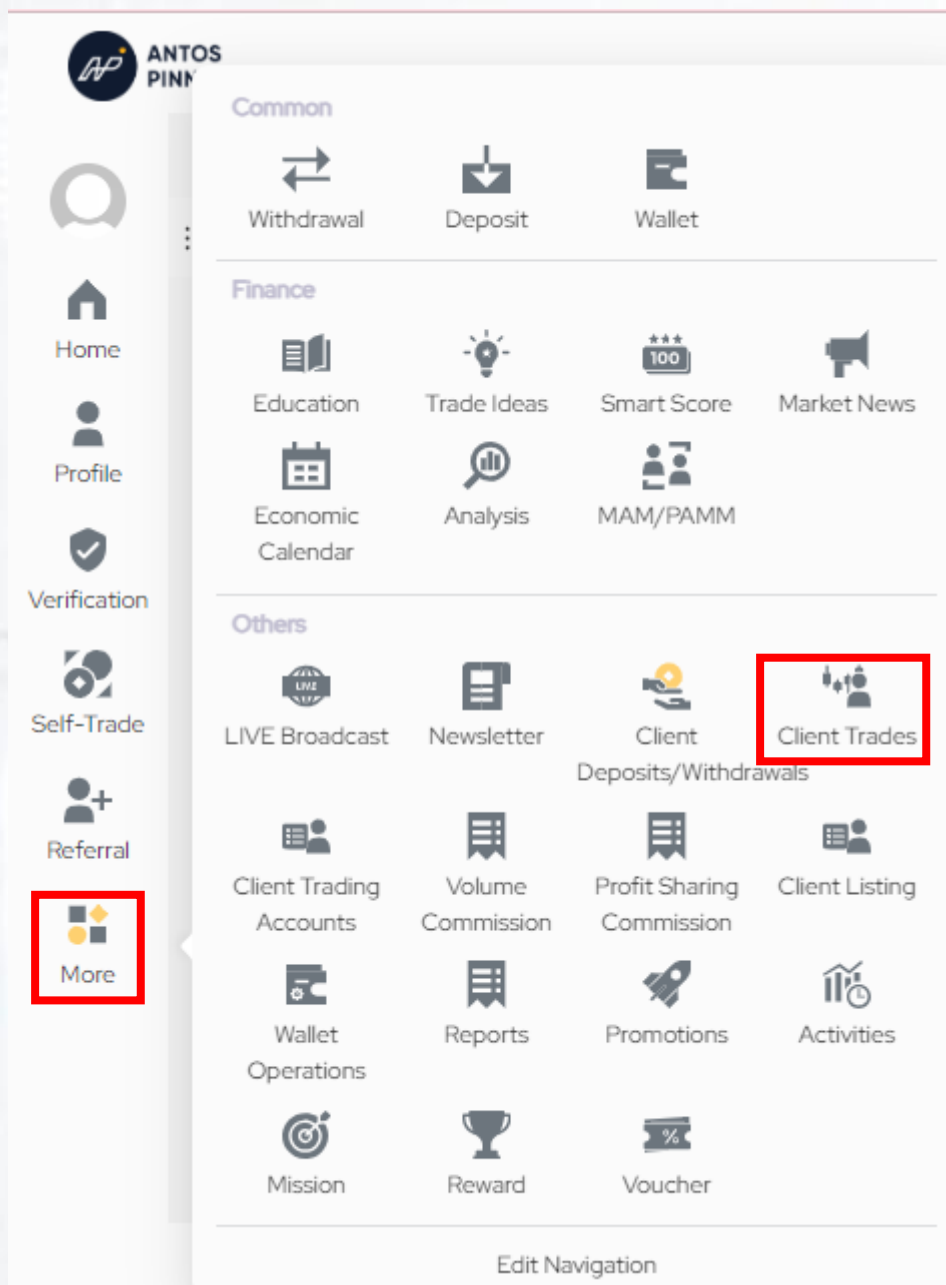 ANTOS
Common
Withdrawal Deposit Wallet
Finance
Home
Education Trade Ideas Smart Score Market News
100
Profile
Economic Analysis MAM/PAMM
Calendar
Verification
Others
LIVE
Self-Trade
LIVE Broadcast Newsletter Client Client Trades
Deposits/Withdrawals
Referral
Client Trading Volume Profit Sharing Client Listing
Accounts Commission Commission
More
Wallet Reports Promotions Activities
Operations
%
Mission Reward Voucher
Edit Navigation